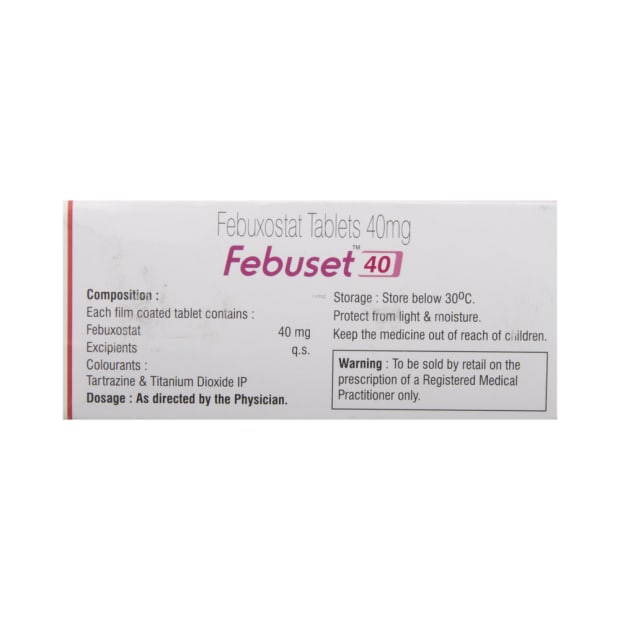 Febuxostat Tablets 40mg
Febuset™ 40
Composition :
Each film coated tablet contains :
Febuxostat 40 mg
Excipients q.s.
Colourants :
Tartrazine & Titanium Dioxide IP
Dosage : As directed by the Physician.
Storage : Store below 30⁰C.
Protect from light & moisture.
Keep the medicine out of reach of children.
Warning : To be sold by retail on the
prescription of a Registered Medical
Practitioner only.